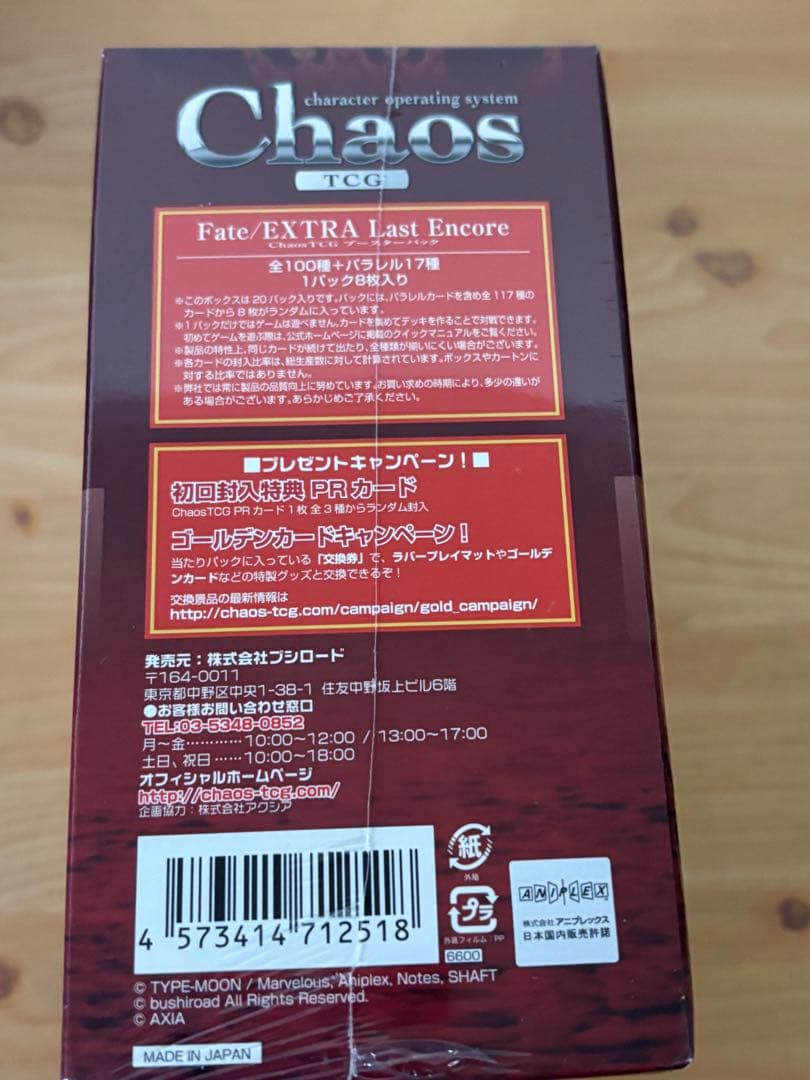 character operating system
Chaos
TCG
Fate/EXTRA Last Encore
ChaosTCG ブースターパック
全100種+パラレル17種
1パック8枚入り
※このボックスは20パック入りです。パックには、パラレルカードを含め全117種の
カードから8枚がランダムに入っています。
※1パックだけではゲームは遊べません。カードを集めてデッキを作ることで対戦できます。
初めてゲームを遊ぶ際は、公式ホームページに掲載のクイックマニュアルをご覧ください。
※製品の特性上、同じカードが続けて出たり、全種類が揃いにくい場合がございます。
※各カードの封入比率は、総生産数に対して計算されています。ボックスやカートンに
対する比率ではありません。
※弊社では常に製品の品質向上に努めています。お買い求めの時期により、多少の違いが
ある場合がございます。あらかじめご了承ください。
■プレゼントキャンペーン!■
初回封入特典 PRカード
ChaosTCG PRカード1枚 全3種からランダム封入
ゴールデンカードキャンペーン!
当たりパックに入っている「交換券」で、ラバープレイマットやゴールデ
ンカードなどの特製グッズと交換できるぞ!
交換景品の最新情報は
http://chaos-tcg.com/campaign/gold_campaign/
発売元:株式会社ブシロード
〒164-0011
東京都中野区中央1-38-1 住友中野坂上ビル6階
●お客様お問い合わせ窓口
TEL:03-5348-0852
月～金…………10:00～12:00 / 13:00～17:00
土日、祝日……10:00～18:00
オフィシャルホームページ
http://chaos-tcg.com/
企画協力:株式会社アクシア
4 573414 712518
紙
外箱
プラ
外装フィルム:PP
6600
ANIPLEX
株式会社アニプレックス
日本国内販売許諾
© TYPE-MOON / Marvelous, Aniplex, Notes, SHAFT
© bushiroad All Rights Reserved.
© AXIA
MADE IN JAPAN